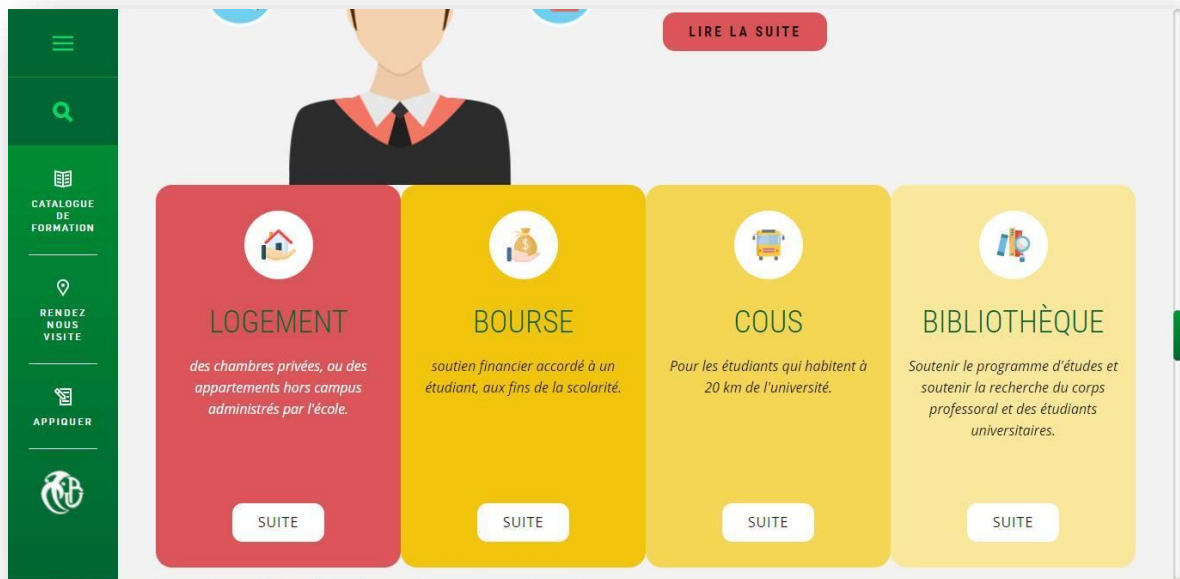 LIRE LA SUITE
CATALOGUE
DE
FORMATION
RENDEZ
NOUS
VISITE
APPIQUER
LOGEMENT
des chambres privées, ou des
appartements hors campus
administrés par l'école.
SUITE
BOURSE
soutien financier accordé à un
étudiant, aux fins de la scolarité.
SUITE
COUS
Pour les étudiants qui habitent à
20 km de l'université.
SUITE
BIBLIOTHÈQUE
Soutenir le programme d'études et
soutenir la recherche du corps
professoral et des étudiants
universitaires.
SUITE